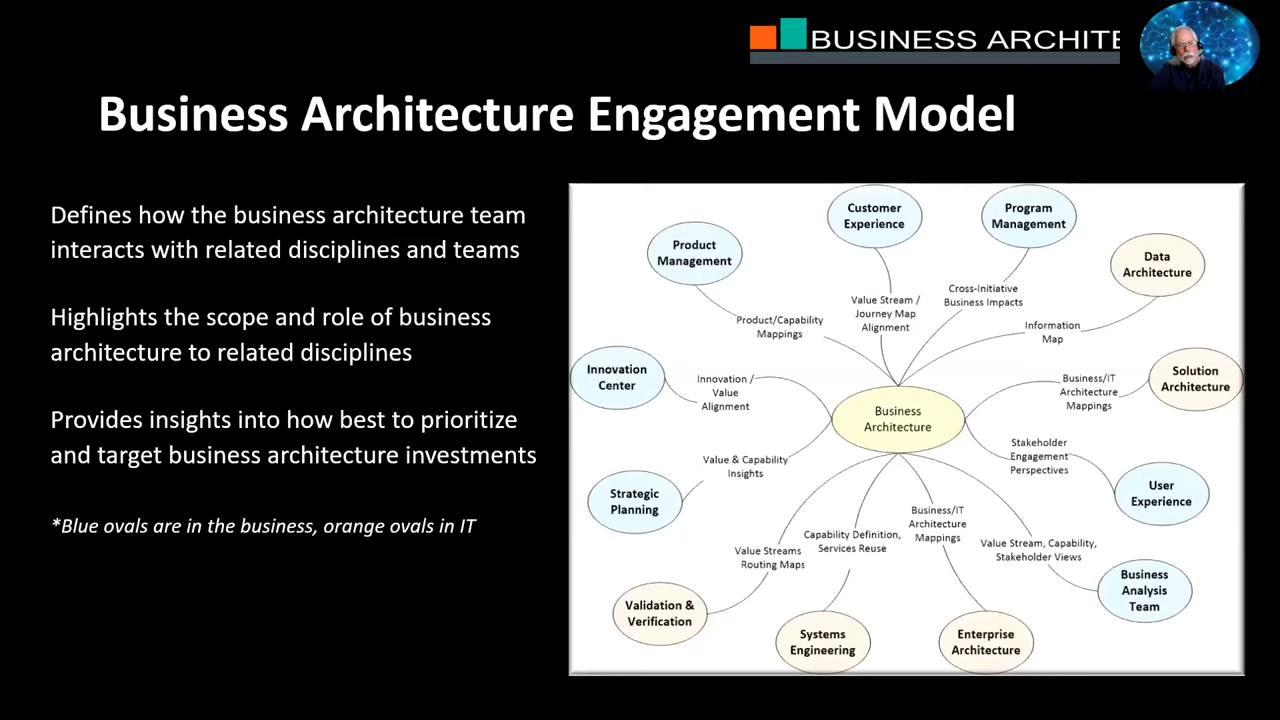 BUSINESS ARCHITE
Business Architecture Engagement Model
Defines how the business architecture team
interacts with related disciplines and teams
Highlights the scope and role of business
architecture to related disciplines
Provides insights into how best to prioritize
and target business architecture investments
*Blue ovals are in the business, orange ovals in IT
Customer
Experience
Program
Management
Product
Management
Data
Architecture
Value Stream /
Journey Map
Alignment
Cross-Initiative
Business Impacts
Product/Capability
Mappings
Information
Map
Innovation
Center
Innovation /
Value
Alignment
Business/IT
Architecture
Mappings
Solution
Architecture
Business
Architecture
Value & Capability
Insights
Stakeholder
Engagement
Perspectives
Strategic
Planning
User
Experience
Value Streams
Routing Maps
Capability Definition,
Services Reuse
Business/IT
Architecture
Mappings
Value Stream, Capability,
Stakeholder Views
Validation &
Verification
Systems
Engineering
Enterprise
Architecture
Business
Analysis
Team